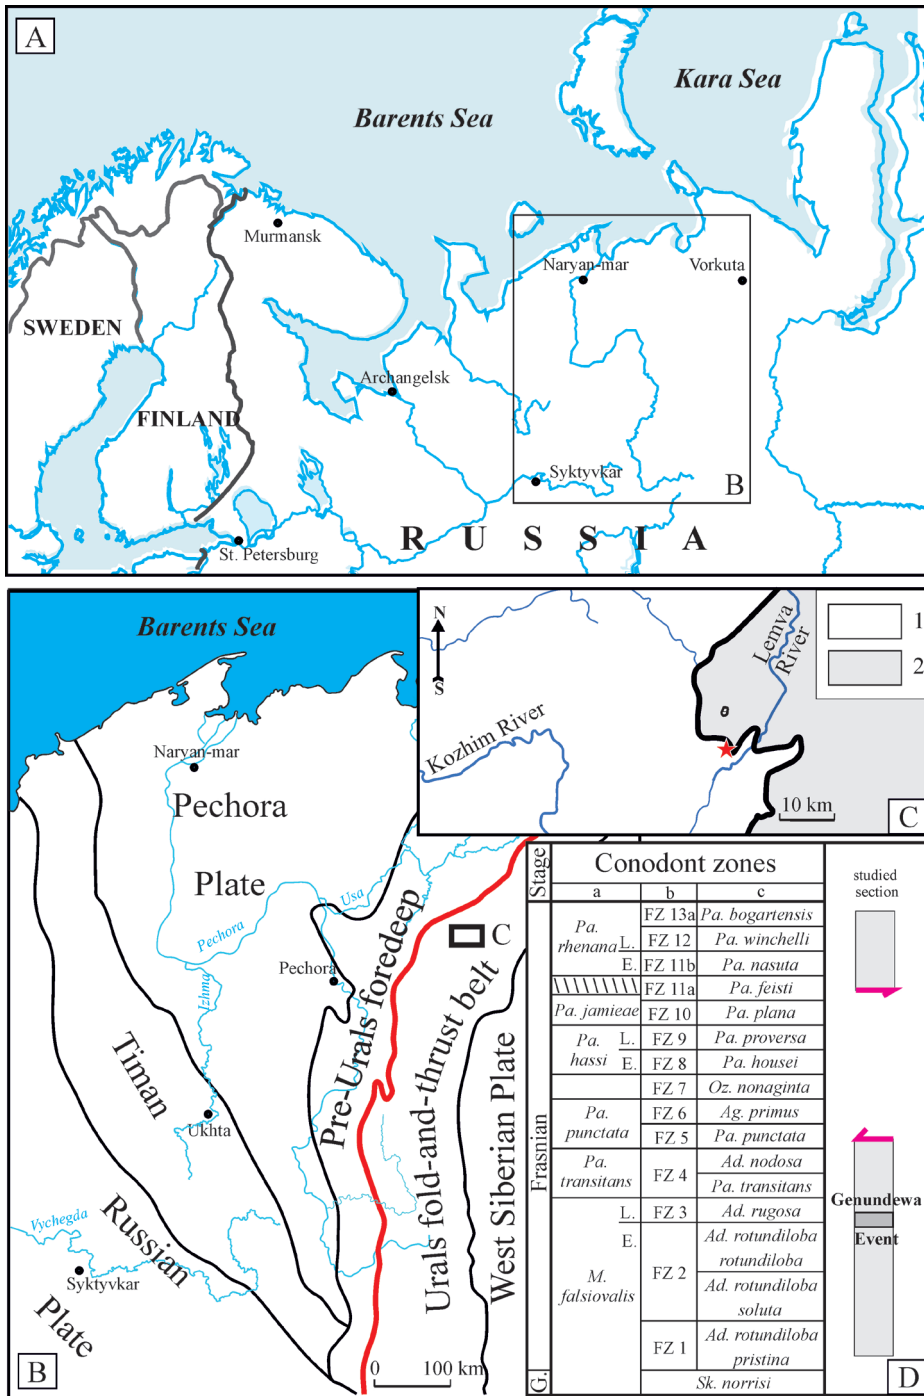 A
Kara Sea
Barents Sea
Murmansk
Naryan-mar
Vorkuta
SWEDEN
Archangelsk
FINLAND
Syktyvkar
B
St. Petersburg
R U S S I A
Barents Sea
Naryan-mar
Pechora
Plate
Pechora
Usa
Pechora
Izhma
Timan
Ukhta
Pre-Urals foredeep
Urals fold-and-thrust belt
West Siberian Plate
C
Vychegda
Russian
Plate
Syktyvkar
0 100 km
B
N
S
Kozhim River
Lemva
River
1
2
10 km
C
Stage
Conodont zones
a b c
studied
section
Frasnian
Pa.
rhenana
L.
E.
FZ 13a Pa. bogartensis
FZ 12 Pa. winchelli
FZ 11b Pa. nasuta
FZ 11a Pa. feisti
Pa. jamieae FZ 10 Pa. plana
Pa.
hassi
L.
E.
FZ 9 Pa. proversa
FZ 8 Pa. housei
FZ 7 Oz. nonaginta
Pa.
punctata
FZ 6 Ag. primus
FZ 5 Pa. punctata
Pa.
transitans
FZ 4
Ad. nodosa
Pa. transitans
L.
E.
M.
falsiovalis
FZ 3 Ad. rugosa
FZ 2
Ad. rotundiloba
rotundiloba
Ad. rotundiloba
soluta
FZ 1
Ad. rotundiloba
pristina
G.
Sk. norrisi
Genundewa
Event
D